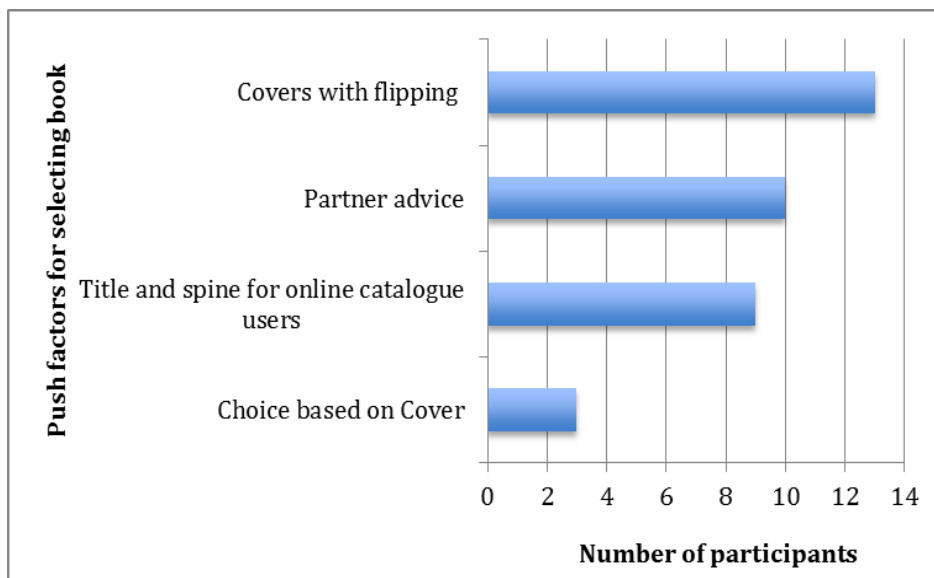 Push factors for selecting book
Covers with flipping
Partner advice
Title and spine for online catalogue
users
Choice based on Cover
0 2 4 6 8 10 12 14
Number of participants